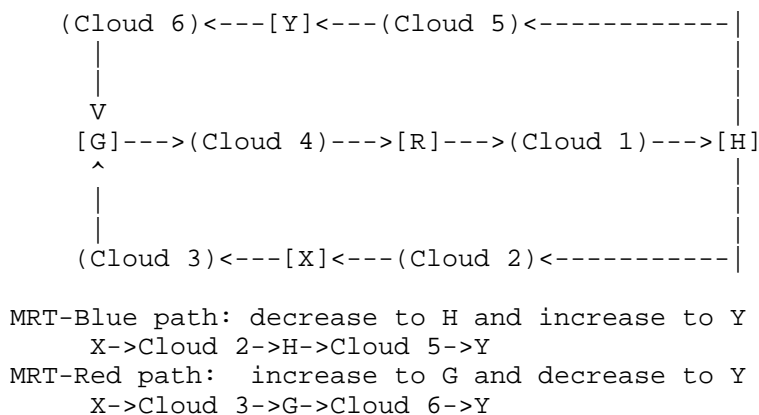 (Cloud 6)<---[Y]<---(Cloud 5)<------------|
| |
| |
V |
[G]--->(Cloud 4)--->[R]--->(Cloud 1)--->[H]
^ |
| |
| |
(Cloud 3)<---[X]<---(Cloud 2)<-----------|
MRT-Blue path: decrease to H and increase to Y
X->Cloud 2->H->Cloud 5->Y
MRT-Red path: increase to G and decrease to Y
X->Cloud 3->G->Cloud 6->Y